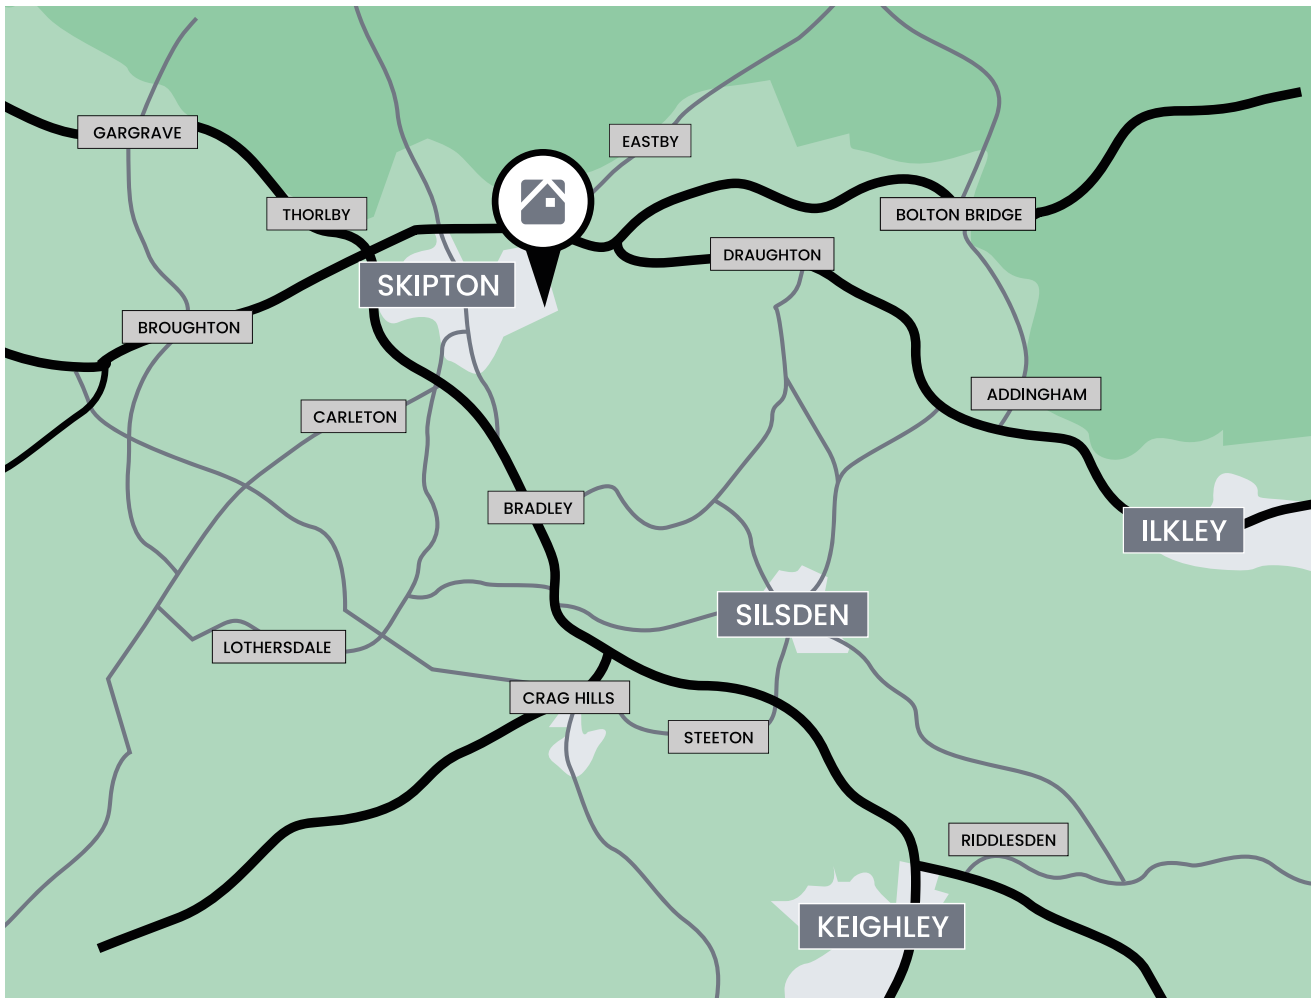 GARGRAVE
EASTBY
THORLBY
BOLTON BRIDGE
DRAUGHTON
SKIPTON
BROUGHTON
ADDINGHAM
CARLETON
BRADLEY
ILKLEY
SILSDEN
LOTHERSDALE
CRAG HILLS
STEETON
RIDDLESDEN
KEIGHLEY